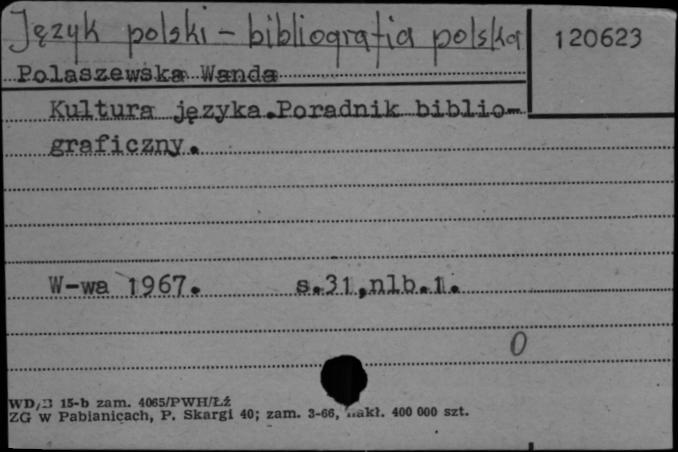 Język polski - bibliografia polska
120623
Polaszewska Wanda
Kultura języka.Poradnik biblio-
graficzny.
W-wa 1967. s.31,nlb.1.
0
WD/B 15-b zam. 4065/PWH/Łź
ZG w Pabianicach, P. Skargi 40; zam. 3-66, nakł. 400 000 szt.